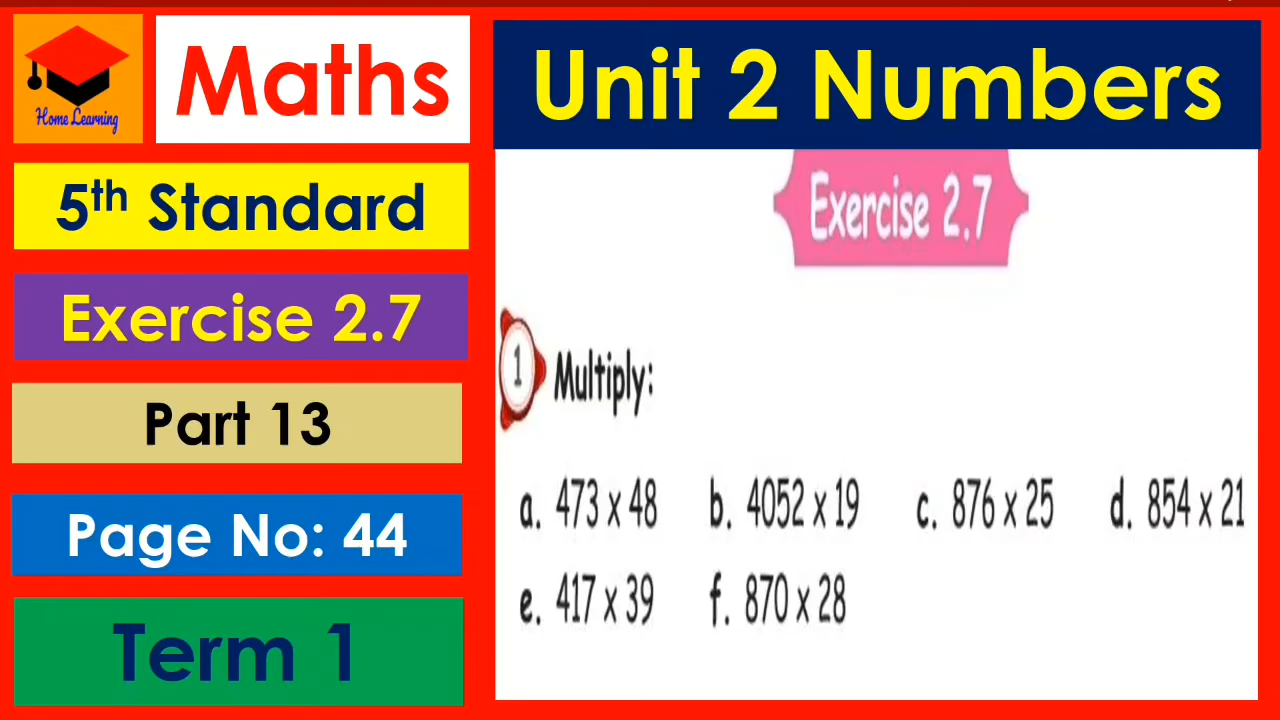 Home Learning
Maths
5th Standard
Exercise 2.7
Part 13
Page No: 44
Term 1
Unit 2 Numbers
Exercise 2.7
1 Multiply:
a. 473 x 48 b. 4052 x 19 c. 876 x 25 d. 854 x 21
e. 417 x 39 f. 870 x 28